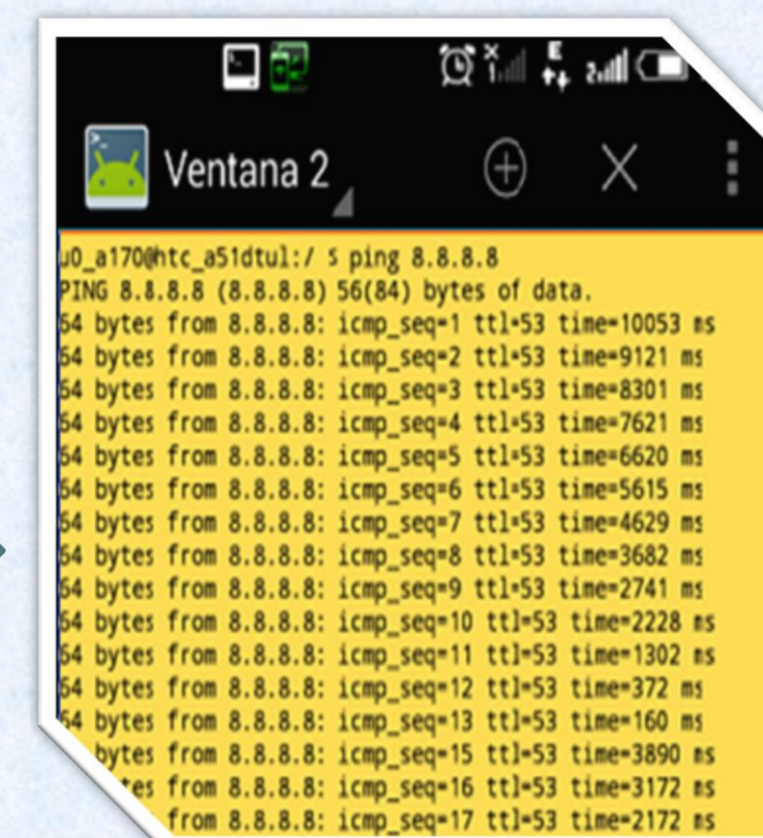 Ventana 2
u0_a170@htc_a51dtul:/ $ ping 8.8.8.8
PING 8.8.8.8 (8.8.8.8) 56(84) bytes of data.
64 bytes from 8.8.8.8: icmp_seq=1 ttl=53 time=10053 ms
64 bytes from 8.8.8.8: icmp_seq=2 ttl=53 time=9121 ms
64 bytes from 8.8.8.8: icmp_seq=3 ttl=53 time=8301 ms
64 bytes from 8.8.8.8: icmp_seq=4 ttl=53 time=7621 ms
64 bytes from 8.8.8.8: icmp_seq=5 ttl=53 time=6620 ms
64 bytes from 8.8.8.8: icmp_seq=6 ttl=53 time=5615 ms
64 bytes from 8.8.8.8: icmp_seq=7 ttl=53 time=4629 ms
64 bytes from 8.8.8.8: icmp_seq=8 ttl=53 time=3682 ms
64 bytes from 8.8.8.8: icmp_seq=9 ttl=53 time=2741 ms
64 bytes from 8.8.8.8: icmp_seq=10 ttl=53 time=2228 ms
64 bytes from 8.8.8.8: icmp_seq=11 ttl=53 time=1302 ms
64 bytes from 8.8.8.8: icmp_seq=12 ttl=53 time=372 ms
64 bytes from 8.8.8.8: icmp_seq=13 ttl=53 time=160 ms
bytes from 8.8.8.8: icmp_seq=15 ttl=53 time=3890 ms
tes from 8.8.8.8: icmp_seq=16 ttl=53 time=3172 ms
from 8.8.8.8: icmp_seq=17 ttl=53 time=2172 ms